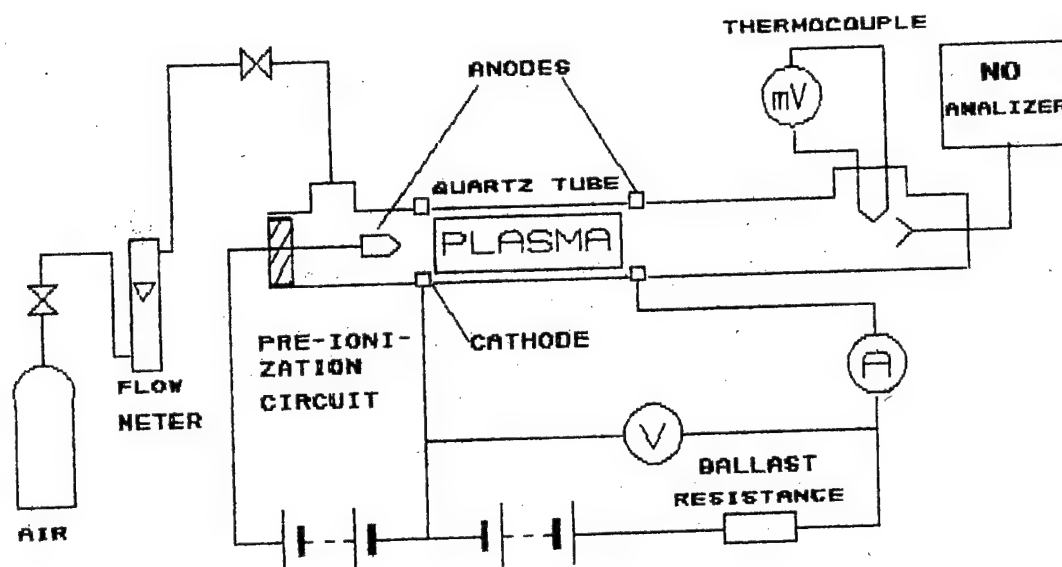 THERMOCOUPLE
ANODES
NO
ANALIZER
mV
QUARTZ TUBE
PLASMA
PRE-IONI-
ZATION
CIRCUIT
CATHODE
A
FLOW
METER
V
BALLAST
RESISTANCE
AIR